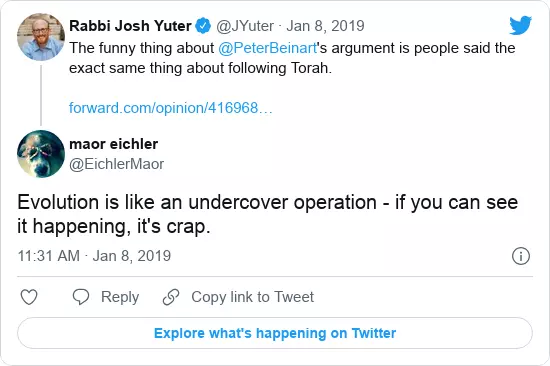 Rabbi Josh Yuter @JYuter · Jan 8, 2019
The funny thing about @PeterBeinart's argument is people said the
exact same thing about following Torah.
forward.com/opinion/416968…
maor eichler
@EichlerMaor
Evolution is like an undercover operation - if you can see
it happening, it's crap.
11:31 AM · Jan 8, 2019
Reply Copy link to Tweet
Explore what's happening on Twitter